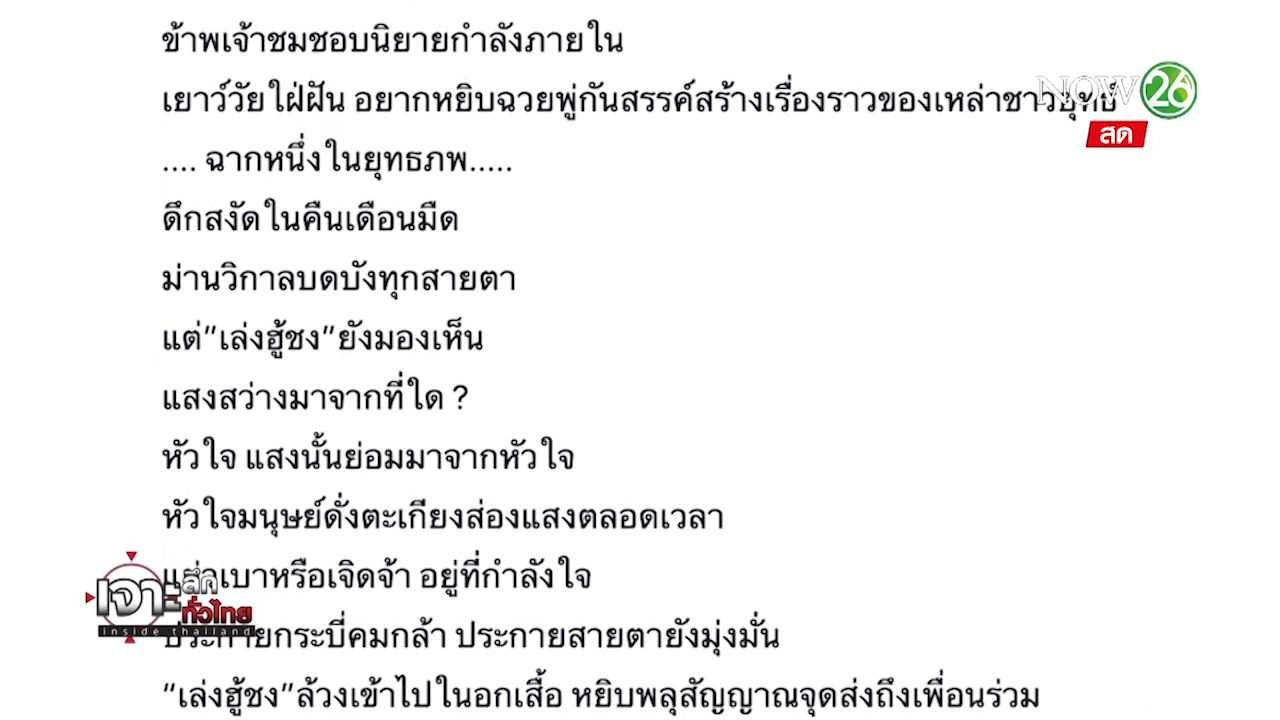 ข้าพเจ้าชมชอบนิยายกำลังภายใน
เยาว์วัยใฝ่ฝัน อยากหยิบฉวยพู่กันสรรค์สร้างเรื่องราวของเหล่าชาวยุทธ์
NOW 26
สด
.... ฉากหนึ่งในยุทธภพ.....
ดึกสงัดในคืนเดือนมืด
ม่านวิกาลบดบังทุกสายตา
แต่"เล่งฮู้ชง"ยังมองเห็น
แสงสว่างมาจากที่ใด ?
หัวใจ แสงนั้นย่อมมาจากหัวใจ
หัวใจมนุษย์ดั่งตะเกียงส่องแสงตลอดเวลา
เบาหรือเจิดจ้า อยู่ที่กำลังใจ
เจาะลึกทั่วไทย
inside thailand
ประกายกระบี่คมกล้า ประกายสายตายังมุ่งมั่น
"เล่งฮู้ชง"ล้วงเข้าไปในอกเสื้อ หยิบพลุสัญญาณจุดส่งถึงเพื่อนร่วม